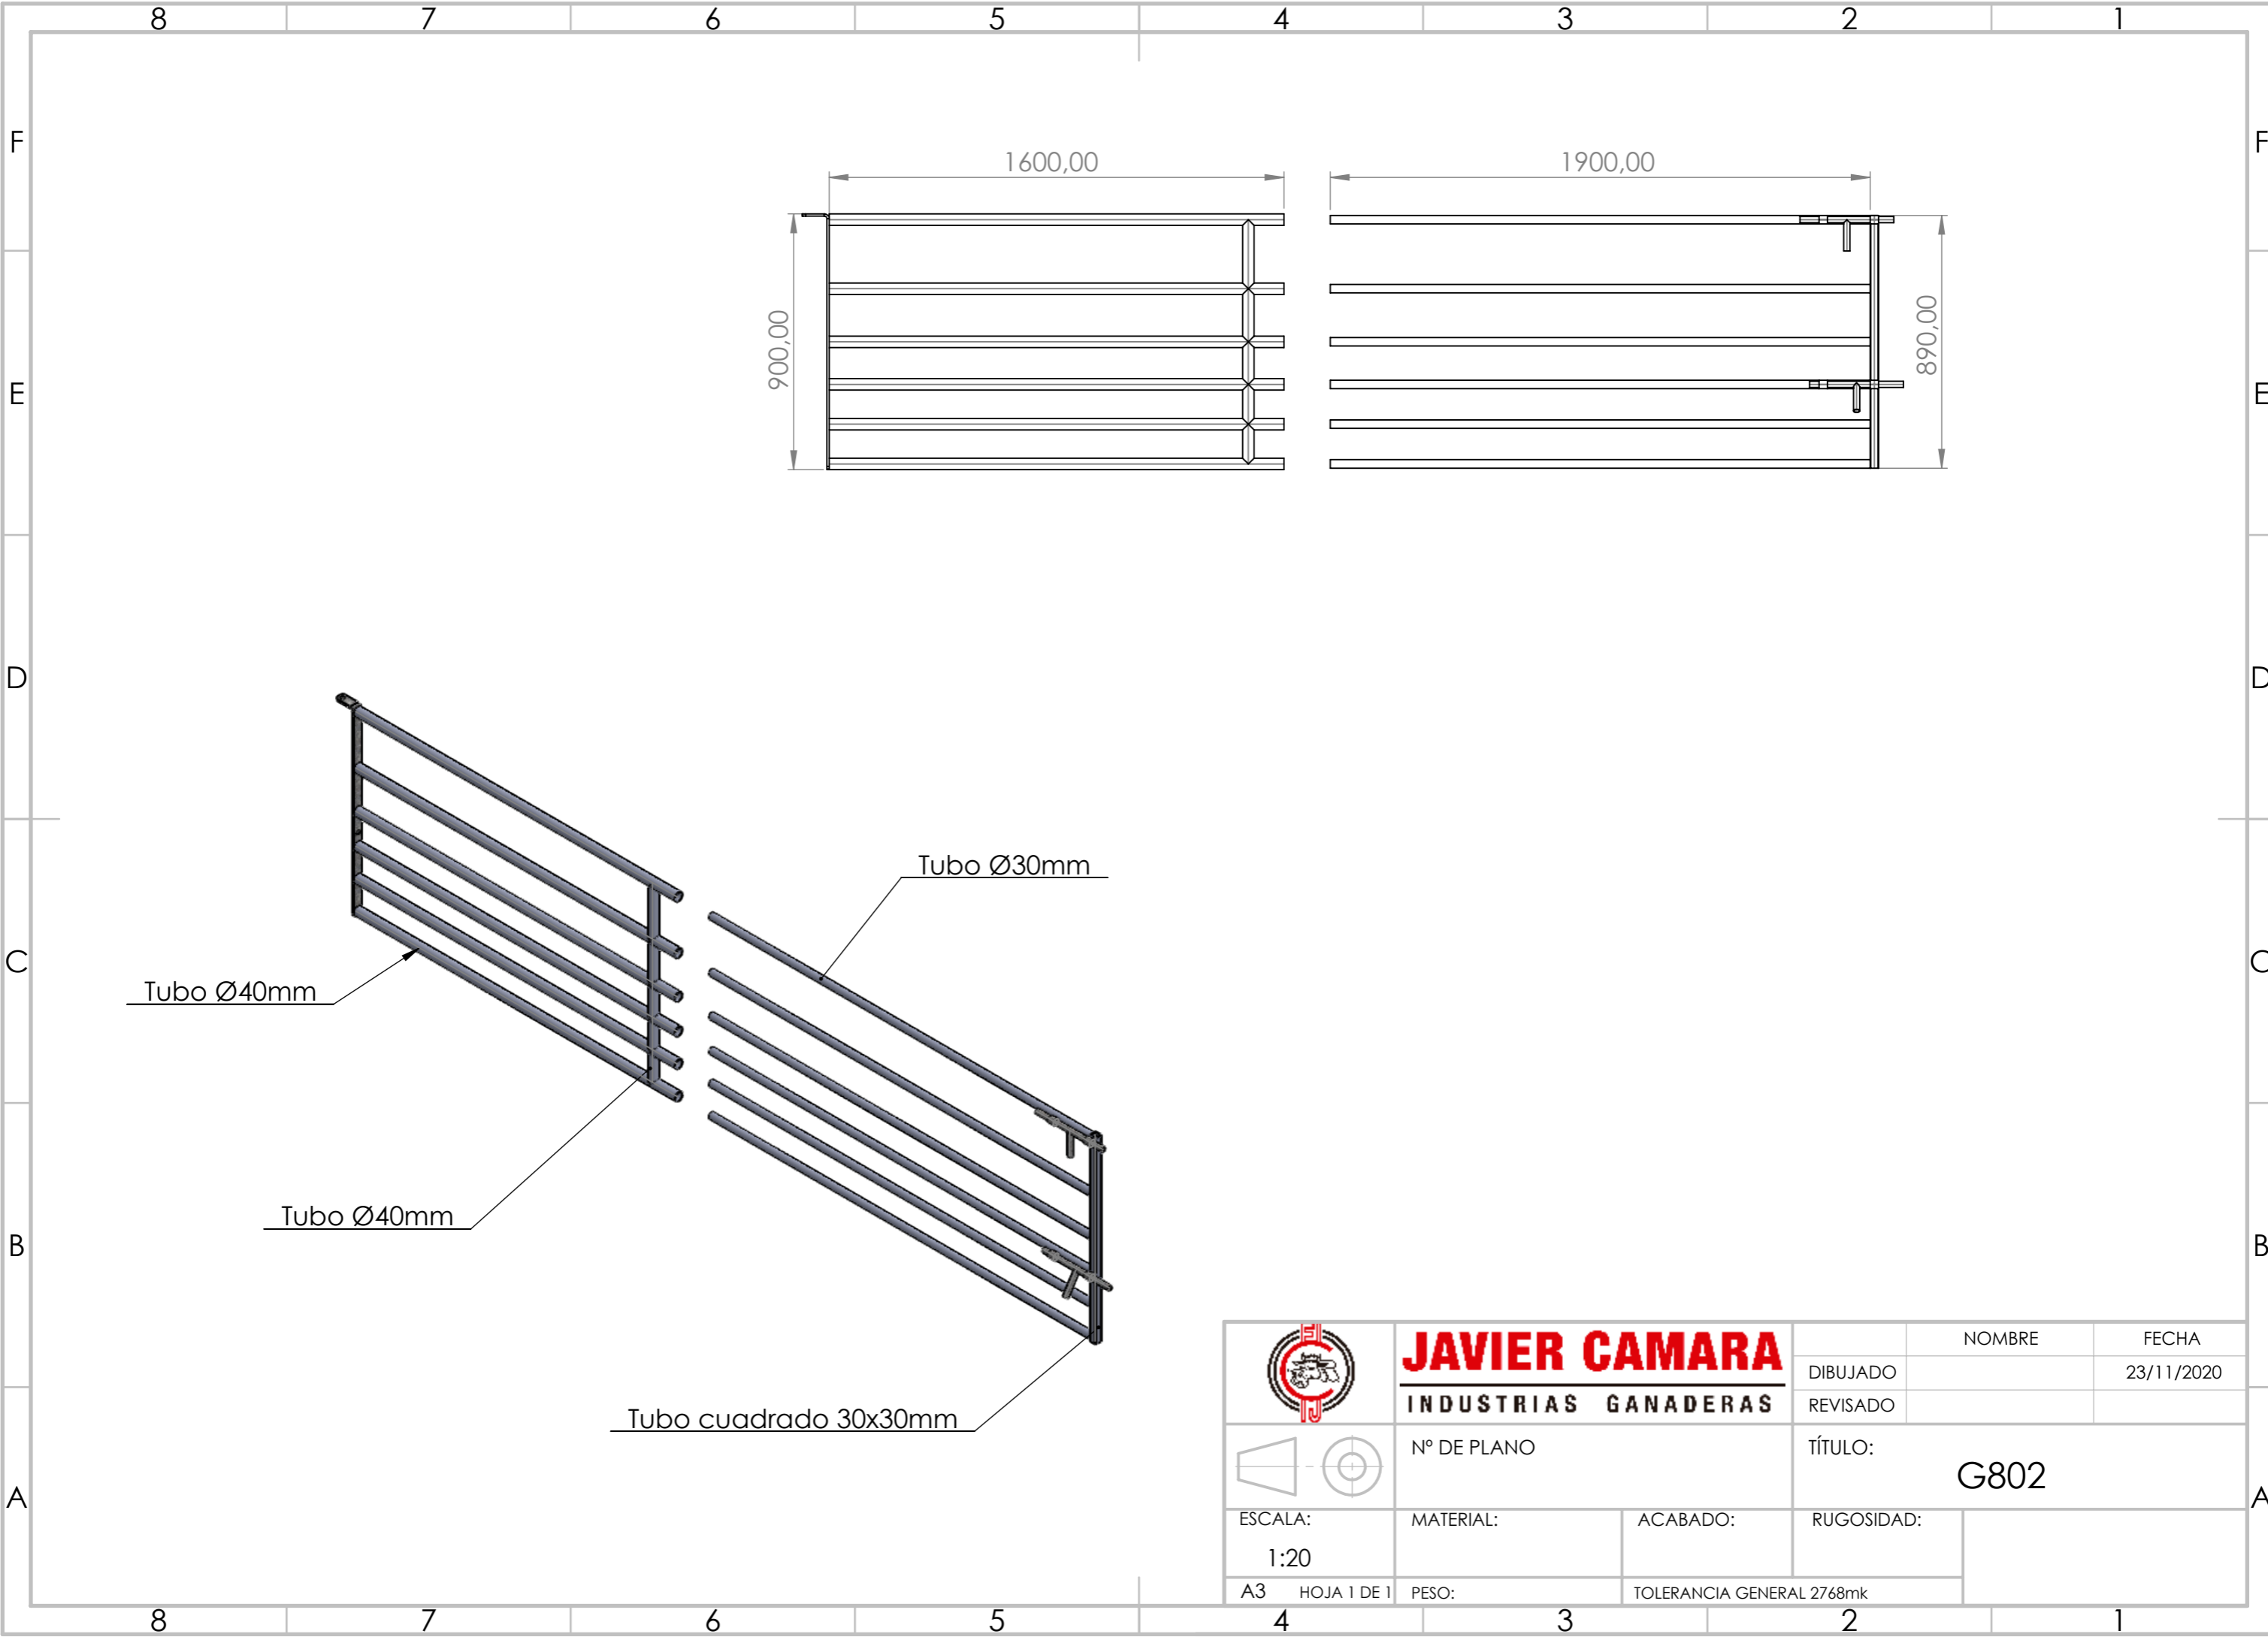 8 7 6 5 4 3 2 1
F F
1600,00 1900,00
900,00 890,00
E E
D D
Tubo Ø30mm
C C
Tubo Ø40mm
Tubo Ø40mm
B B
Tubo cuadrado 30x30mm
A A
JAVIER CAMARA
INDUSTRIAS GANADERAS
NOMBRE FECHA
DIBUJADO 23/11/2020
REVISADO
Nº DE PLANO
TÍTULO:
G802
ESCALA:
1:20
MATERIAL:
ACABADO:
RUGOSIDAD:
A3 HOJA 1 DE 1
PESO:
TOLERANCIA GENERAL 2768mk
8 7 6 5 4 3 2 1